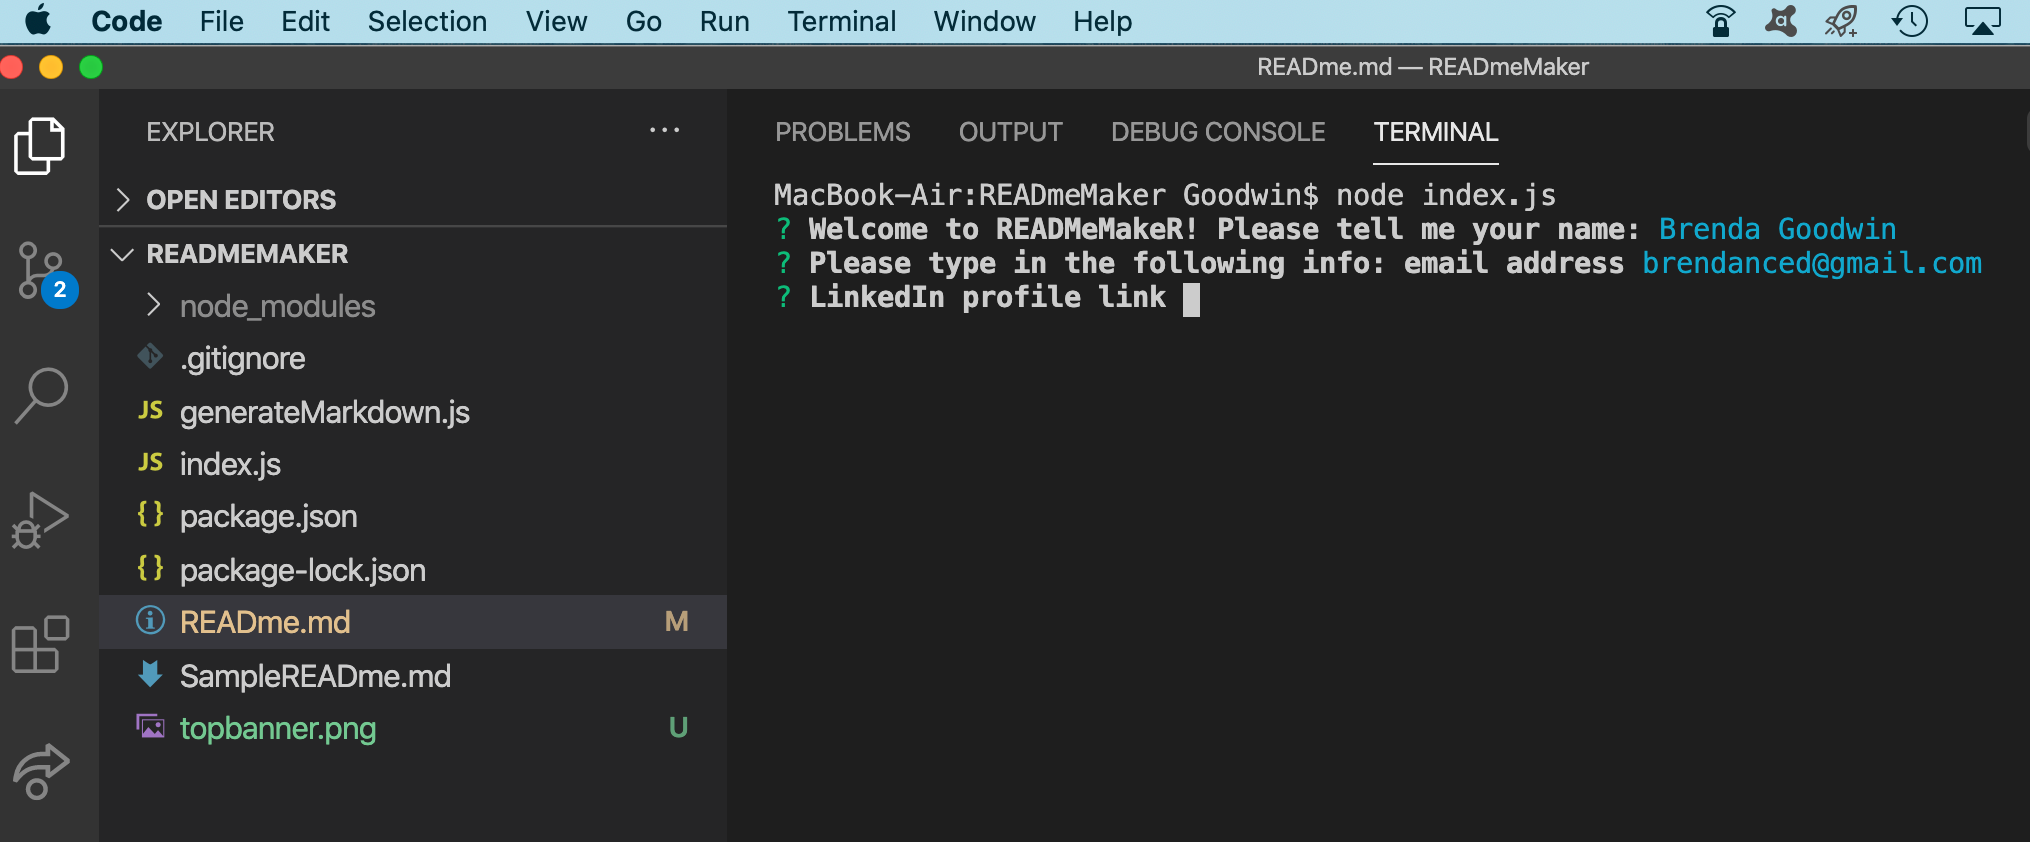 Code File Edit Selection View Go Run Terminal Window Help
READme.md — READmeMaker
EXPLORER ...
OPEN EDITORS
READMEMAKER
node_modules
.gitignore
JS generateMarkdown.js
JS index.js
{} package.json
{} package-lock.json
READme.md M
SampleREADme.md
topbanner.png U
2
PROBLEMS OUTPUT DEBUG CONSOLE TERMINAL
MacBook-Air:READmeMaker Goodwin$ node index.js
? Welcome to READMeMakeR! Please tell me your name: Brenda Goodwin
? Please type in the following info: email address brendanced@gmail.com
? LinkedIn profile link